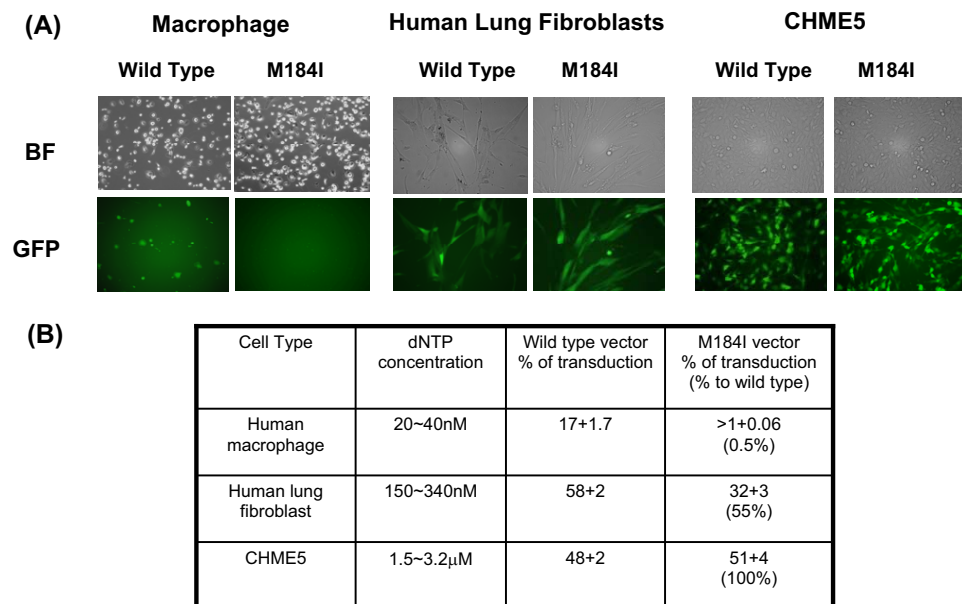 (A)
Macrophage
Human Lung Fibroblasts
CHME5
Wild Type
M184I
Wild Type
M184I
Wild Type
M184I
BF
GFP
(B)
Cell Type
dNTP
concentration
Wild type vector
% of transduction
M184I vector
% of transduction
(% to wild type)
Human
macrophage
20~40nM
17+1.7
>1+0.06
(0.5%)
Human lung
fibroblast
150~340nM
58+2
32+3
(55%)
CHME5
1.5~3.2μM
48+2
51+4
(100%)